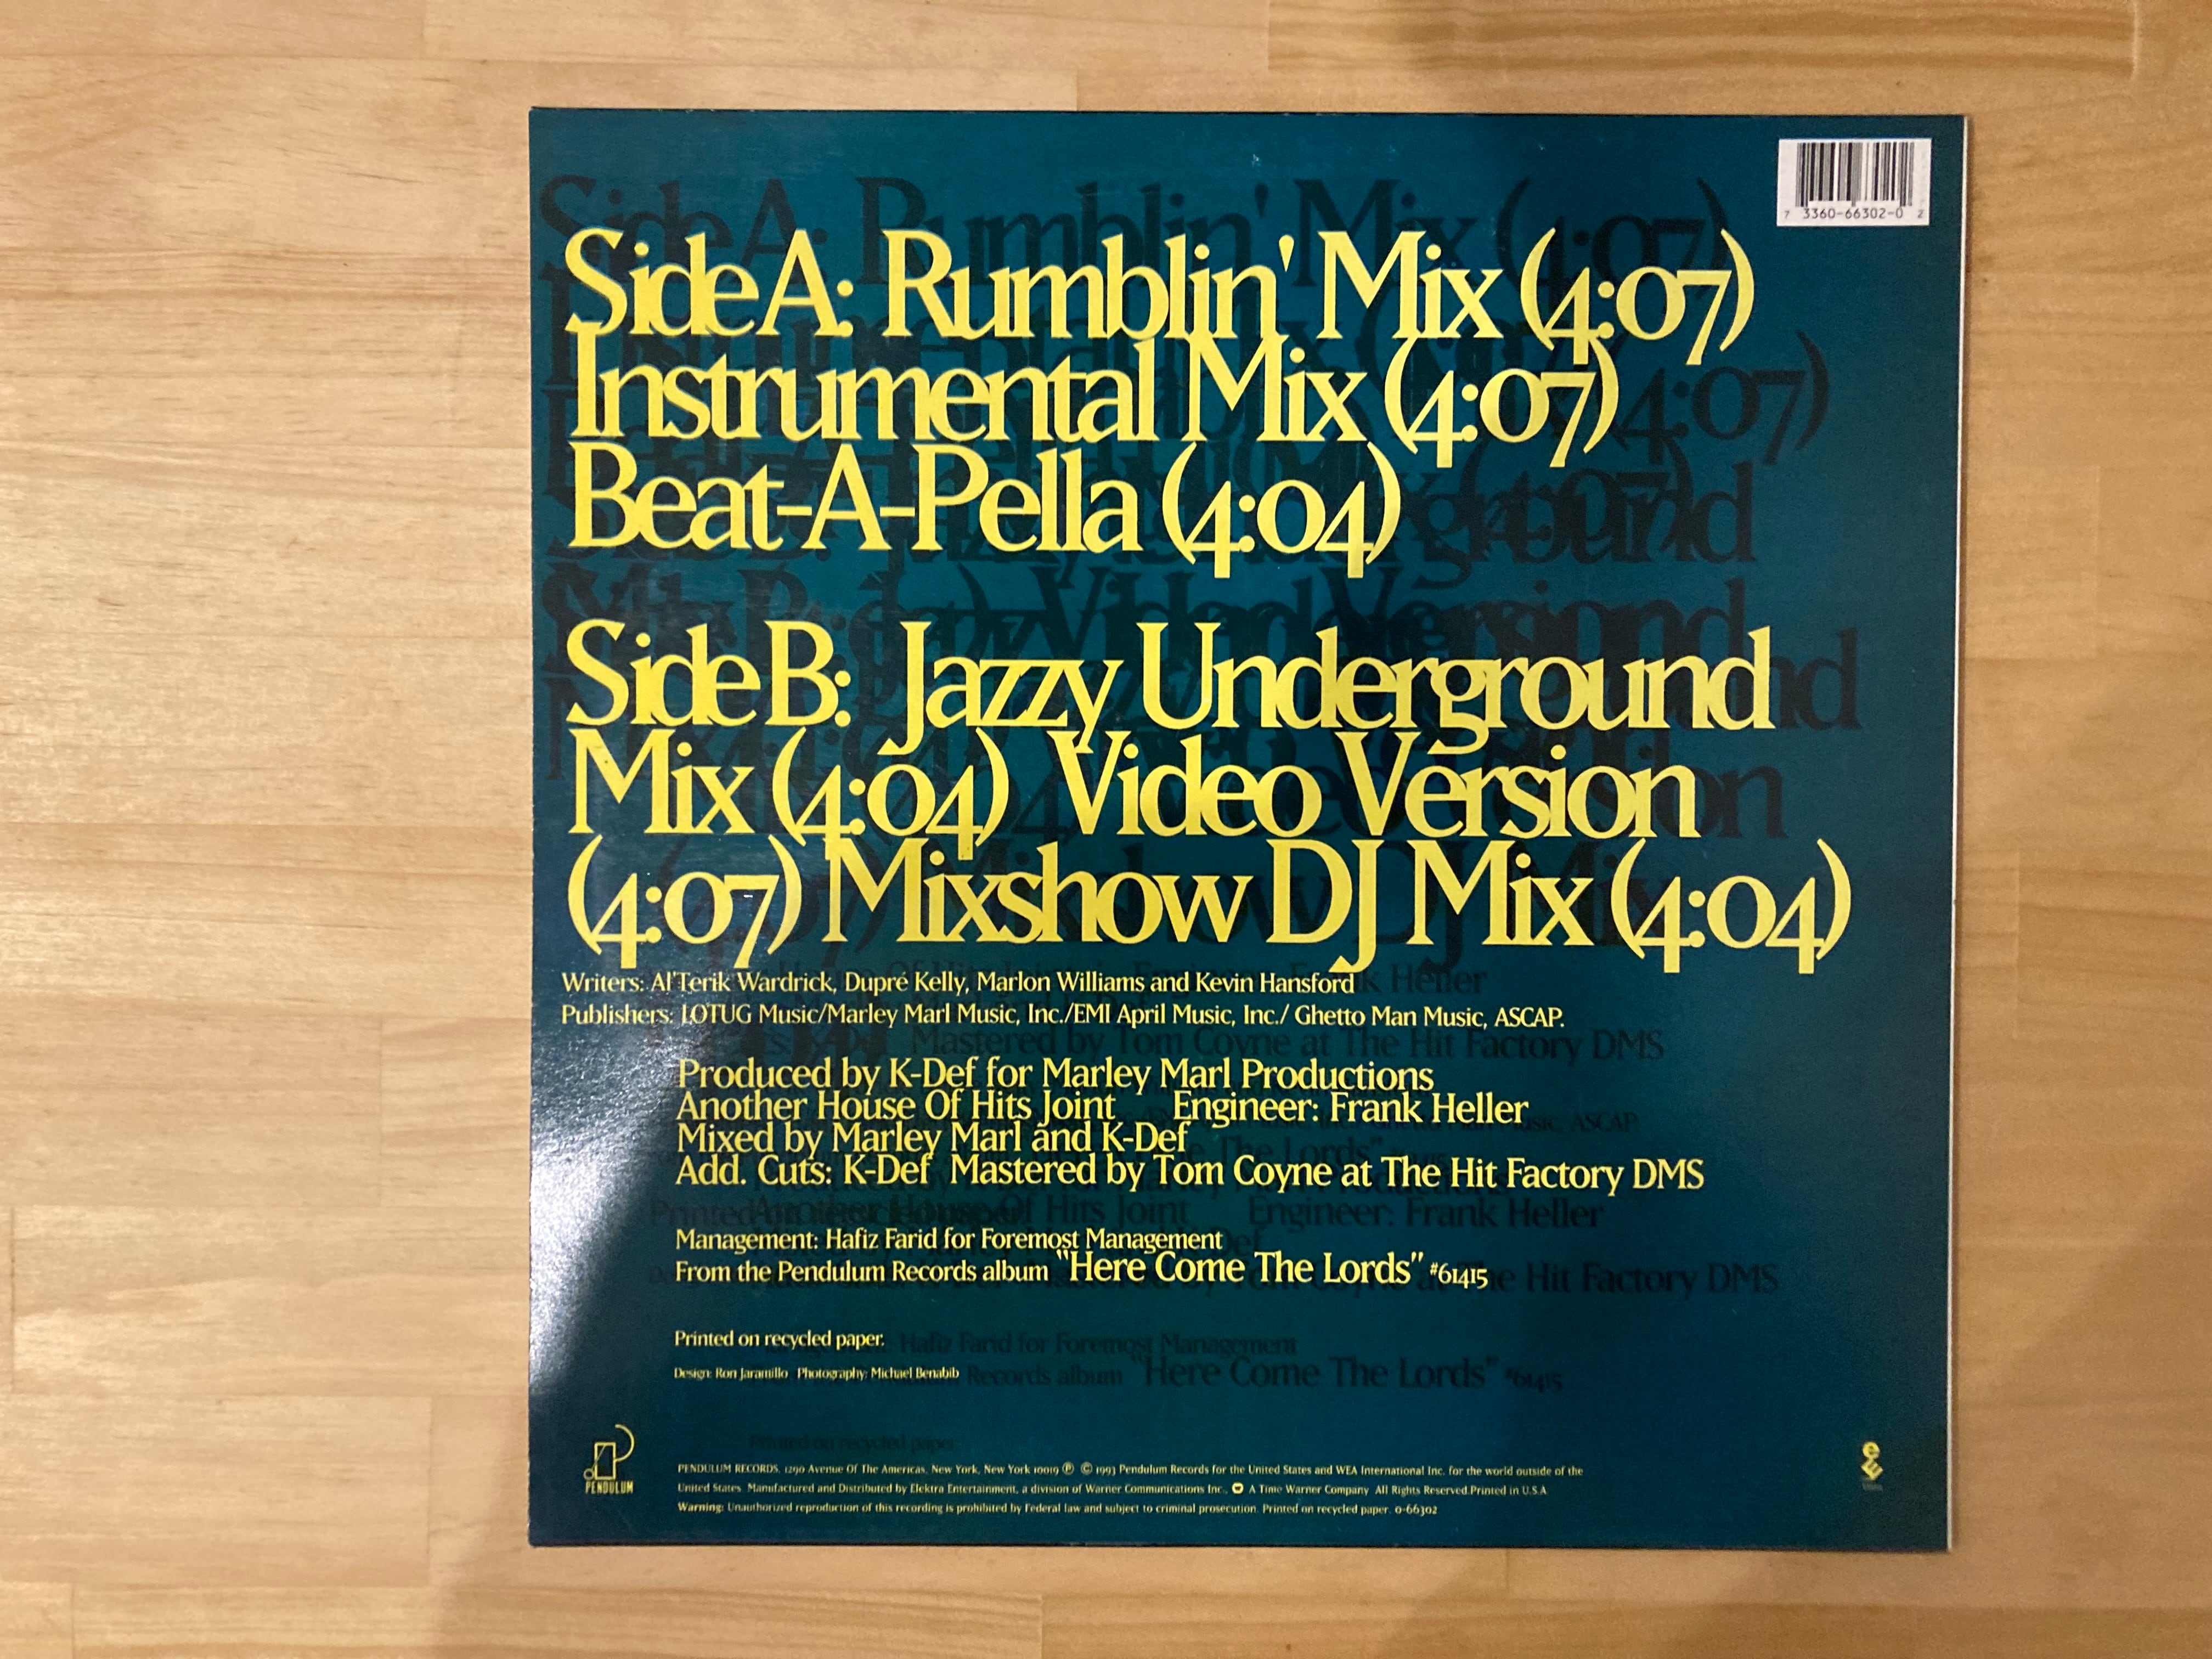 7 3360-66302-0 2
Side A: Rumblin' Mix (4:07)
Instrumental Mix (4:07)
Beat-A-Pella (4:04)
Side B: Jazzy Underground
Mix (4:04) Video Version
(4:07) Mixshow DJ Mix (4:04)
Writers: Al'Terik Wardrick, Dupré Kelly, Marlon Williams and Kevin Hansford
Publishers: LOTUG Music/Marley Marl Music, Inc./EMI April Music, Inc./ Ghetto Man Music, ASCAP.
Produced by K-Def for Marley Marl Productions
Another House Of Hits Joint Engineer: Frank Heller
Mixed by Marley Marl and K-Def
Add. Cuts: K-Def Mastered by Tom Coyne at The Hit Factory DMS
Management: Hafiz Farid for Foremost Management
From the Pendulum Records album "Here Come The Lords" #61415
Printed on recycled paper.
Design: Ron Jaramillo Photography: Michael Benabib
PENDULUM
PENDULUM RECORDS, 1290 Avenue Of The Americas, New York, New York 10019 ℗ © 1993 Pendulum Records for the United States and WEA International Inc. for the world outside of the
United States. Manufactured and Distributed by Elektra Entertainment, a division of Warner Communications Inc., A Time Warner Company All Rights Reserved.Printed in U.S.A.
Warning: Unauthorized reproduction of this recording is prohibited by Federal law and subject to criminal prosecution. Printed on recycled paper. 0-66302